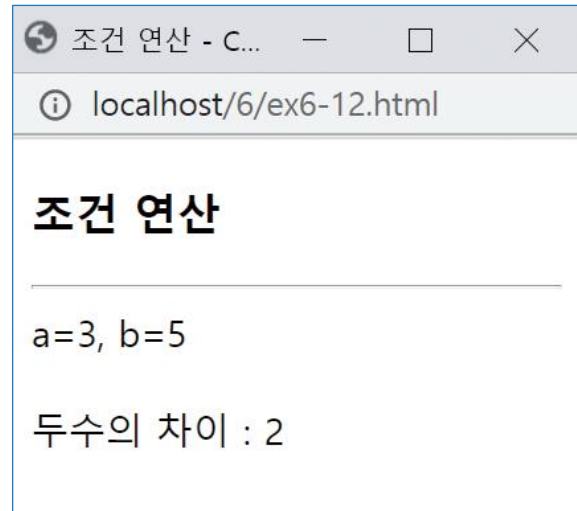 조건 연산 - C...
localhost/6/ex6-12.html
조건 연산
a=3, b=5
두수의 차이 : 2